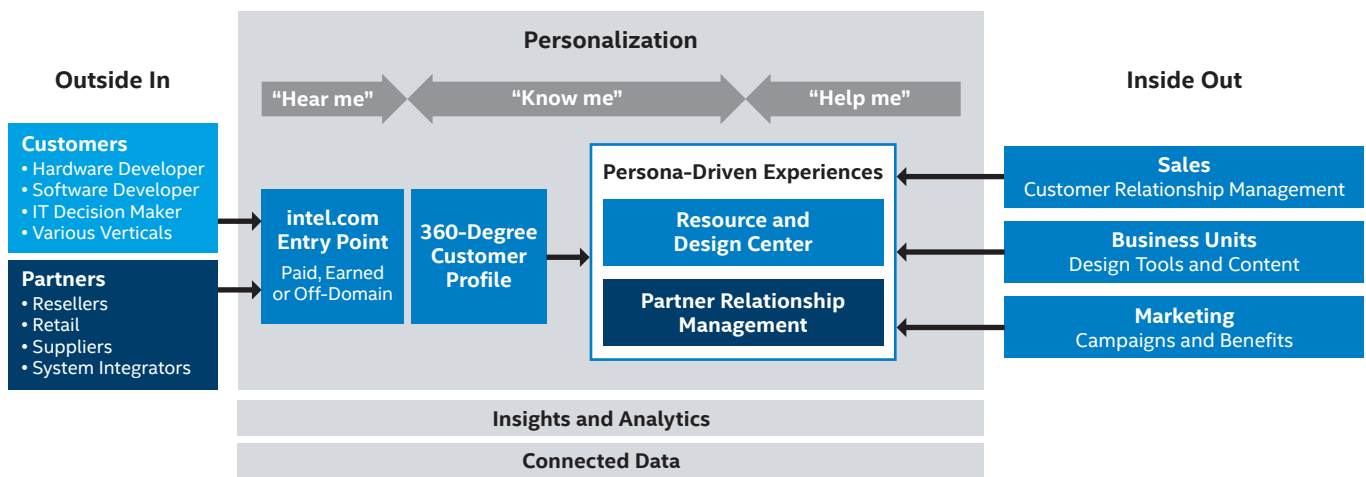 Personalization
Outside In
"Hear me"
"Know me"
"Help me"
Inside Out
Customers
• Hardware Developer
• Software Developer
• IT Decision Maker
• Various Verticals
Partners
• Resellers
• Retail
• Suppliers
• System Integrators
intel.com
Entry Point
Paid, Earned
or Off-Domain
360-Degree
Customer
Profile
Persona-Driven Experiences
Resource and
Design Center
Partner Relationship
Management
Sales
Customer Relationship Management
Business Units
Design Tools and Content
Marketing
Campaigns and Benefits
Insights and Analytics
Connected Data